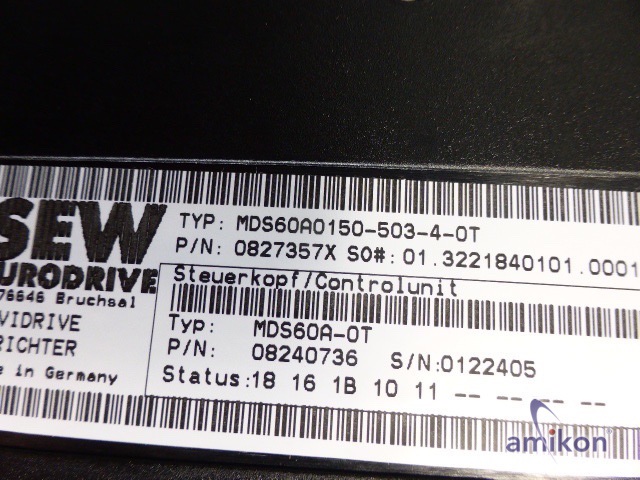 SEW
TYP: MDS60A0150-503-4-0T
P/N: 0827357X SO#: 01.3221840101.0001
URODRIVE
76646 Bruchsal
VIDRIVE
RICHTER
e in Germany
Steuerkopf/Controlunit
Typ: MDS60A-0T
P/N: 08240736 S/N:0122405
Status:18 16 1B 10 11 -- -- -- -- --
amikon